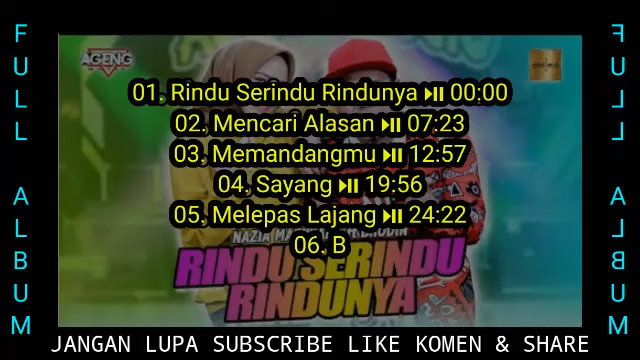 FULL ALBUM
AGENG
01. Rindu Serindu Rindunya ⏯ 00:00
02. Mencari Alasan ⏯ 07:23
03. Memandangmu ⏯ 12:57
04. Sayang ⏯ 19:56
05. Melepas Lajang ⏯ 24:22
06. B
NAZIA
RINDU SERINDU
RINDUNYA
FULL ALBUM
JANGAN LUPA SUBSCRIBE LIKE KOMEN & SHARE